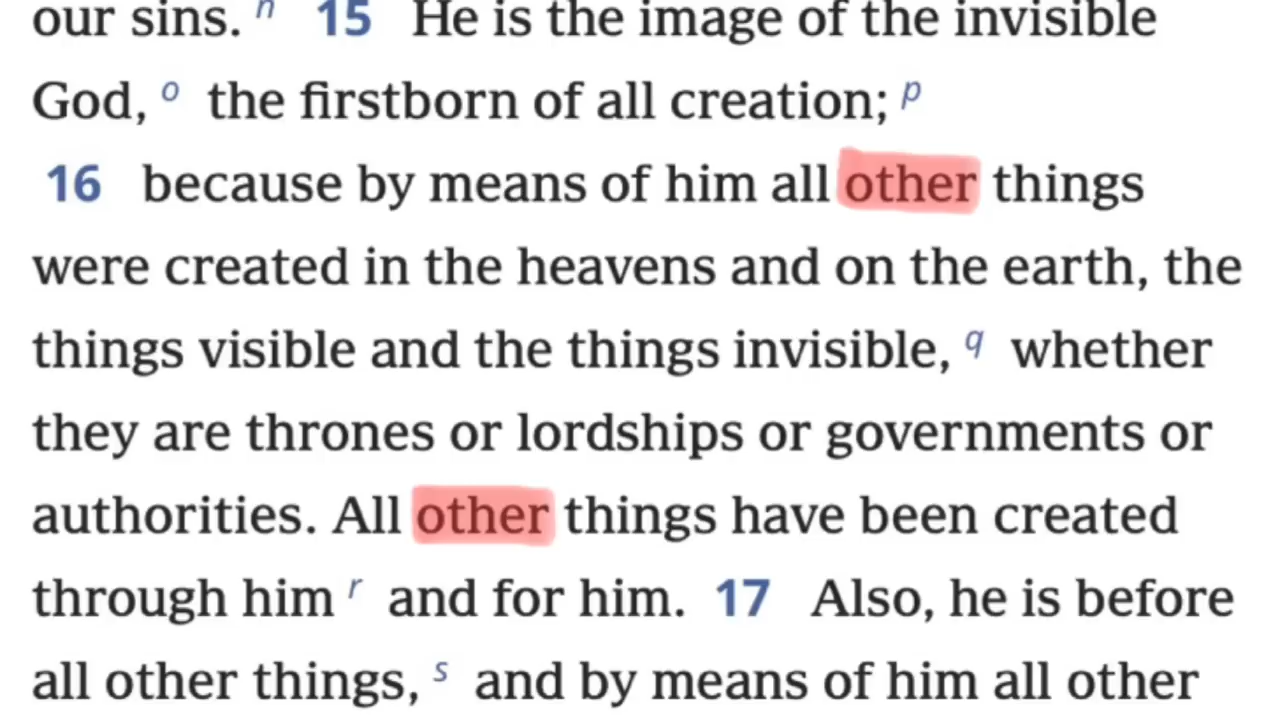 our sins. n 15 He is the image of the invisible
God, o the firstborn of all creation; p
16 because by means of him all other things
were created in the heavens and on the earth, the
things visible and the things invisible, q whether
they are thrones or lordships or governments or
authorities. All other things have been created
through him r and for him. 17 Also, he is before
all other things, s and by means of him all other